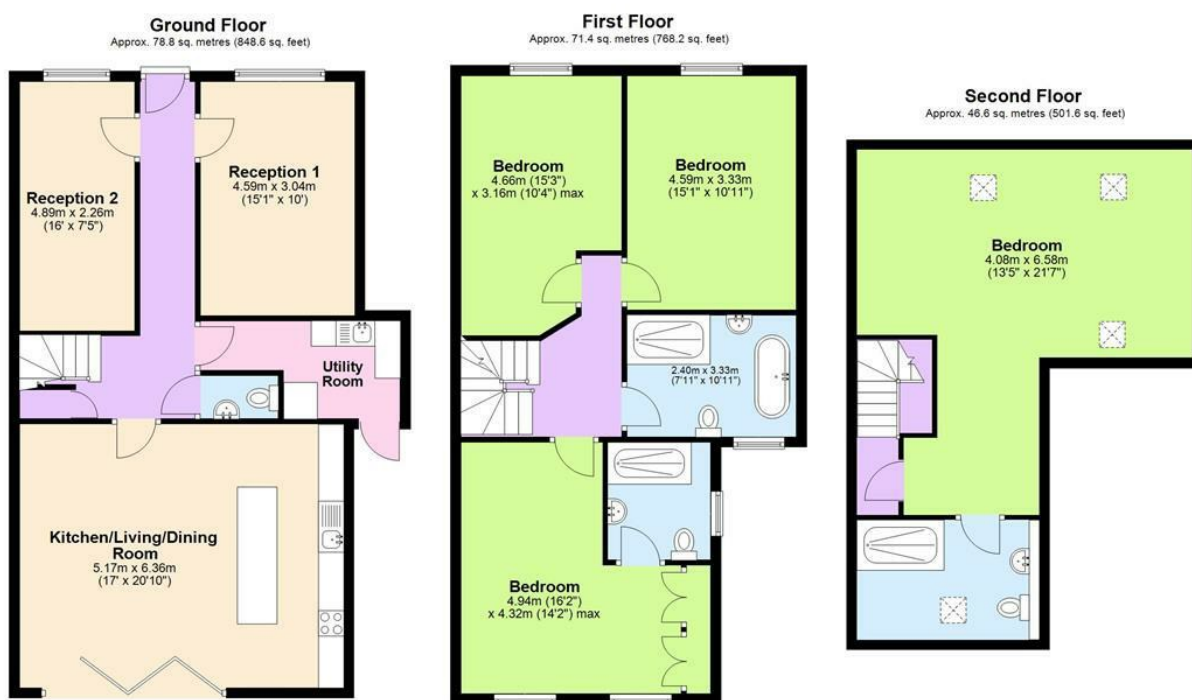 Ground Floor
Approx. 78.8 sq. metres (848.6 sq. feet)
Reception 2
4.89m x 2.26m
(16' x 7'5")
Reception 1
4.59m x 3.04m
(15'1" x 10')
Utility
Room
Kitchen/Living/Dining
Room
5.17m x 6.36m
(17' x 20'10")
First Floor
Approx. 71.4 sq. metres (768.2 sq. feet)
Bedroom
4.66m (15'3")
x 3.16m (10'4") max
Bedroom
4.59m x 3.33m
(15'1" x 10'11")
2.40m x 3.33m
(7'11" x 10'11")
Bedroom
4.94m (16'2")
x 4.32m (14'2") max
Second Floor
Approx. 46.6 sq. metres (501.6 sq. feet)
Bedroom
4.08m x 6.58m
(13'5" x 21'7")